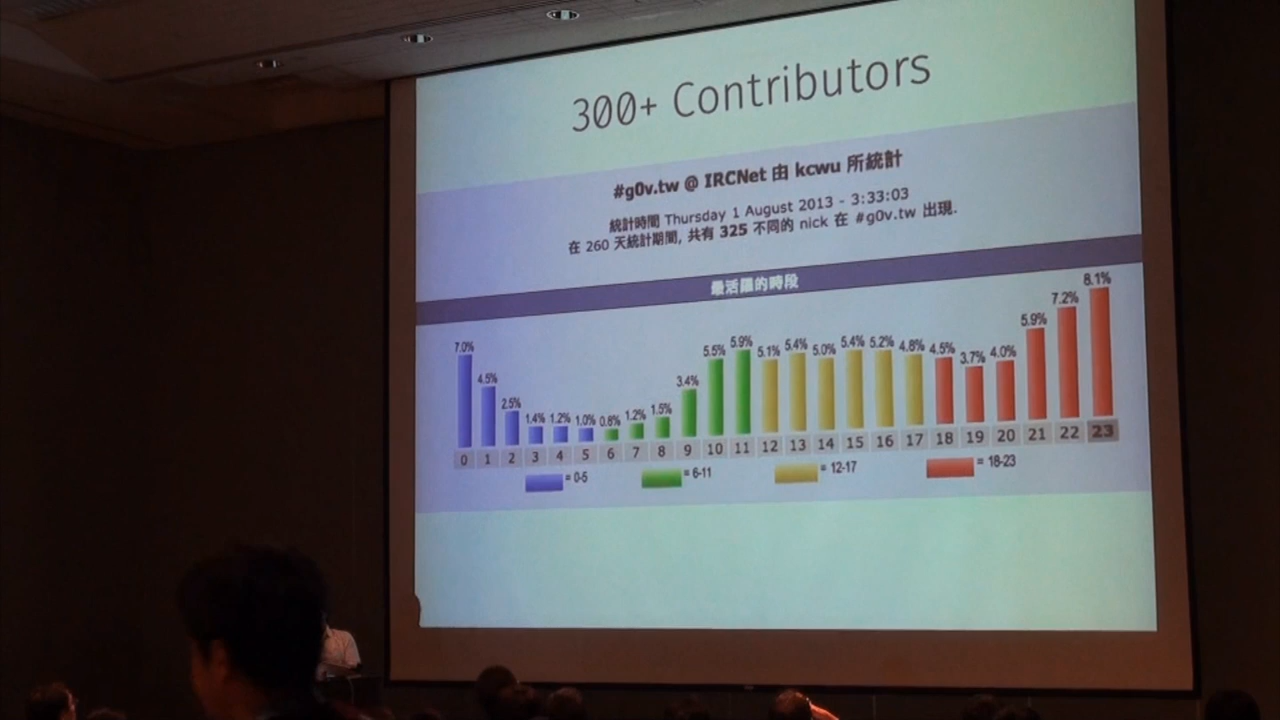 300+ Contributors
#g0v.tw @ IRCNet 由 kcwu 所統計
統計時間 Thursday 1 August 2013 - 3:33:03
在 260 天統計期間, 共有 325 不同的 nick 在 #g0v.tw 出現.
最活躍的時段
7.0% 4.5% 2.5% 1.4% 1.2% 1.0% 0.8% 1.2% 1.5% 3.4% 5.5% 5.9% 5.1% 5.4% 5.0% 5.4% 5.2% 4.8% 4.5% 3.7% 4.0% 5.9% 7.2% 8.1%
0 1 2 3 4 5 6 7 8 9 10 11 12 13 14 15 16 17 18 19 20 21 22 23
= 0-5 = 6-11 = 12-17 = 18-23